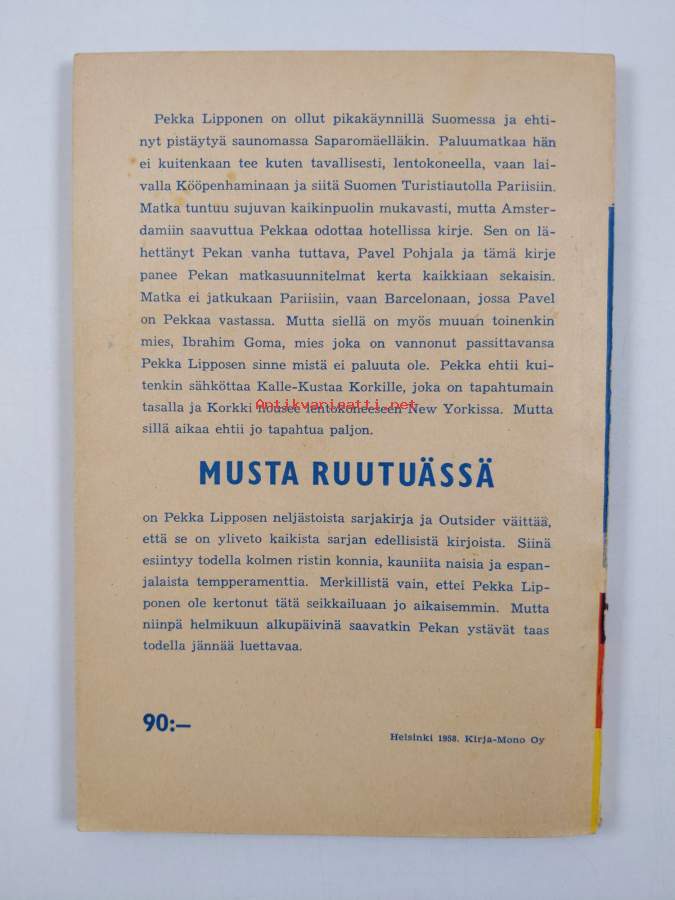 Pekka Lipponen on ollut pikakäynnillä Suomessa ja ehti-
nyt pistäytyä saunomassa Saparomäelläkin. Paluumatkaa hän
ei kuitenkaan tee kuten tavallisesti, lentokoneella, vaan lai-
valla Kööpenhaminaan ja siitä Suomen Turistiautolla Pariisiin.
Matka tuntuu sujuvan kaikinpuolin mukavasti, mutta Amster-
damiin saavuttua Pekkaa odottaa hotellissa kirje. Sen on lä-
hettänyt Pekan vanha tuttava, Pavel Pohjala ja tämä kirje
panee Pekan matkasuunnitelmat kerta kaikkiaan sekaisin.
Matka ei jatkukaan Pariisiin, vaan Barcelonaan, jossa Pavel
on Pekkaa vastassa. Mutta siellä on myös muuan toinenkin
mies, Ibrahim Goma, mies joka on vannonut passittavansa
Pekka Lipposen sinne mistä ei paluuta ole. Pekka ehtii kui-
tenkin sähköttaa Kalle-Kustaa Korkille, joka on tapahtumain
tasalla ja Korkki nousee lentokoneeseen New Yorkissa. Mutta
Antikvariaatti.net
sillä aikaa ehtii jo tapahtua paljon.
MUSTA RUUTUÄSSÄ
on Pekka Lipposen neljästoista sarjakirja ja Outsider väittää,
että se on yliveto kaikista sarjan edellisistä kirjoista. Siinä
esiintyy todella kolmen ristin konnia, kauniita naisia ja espan-
jalaista tempperamenttia. Merkillistä vain, ettei Pekka Lip-
ponen ole kertonut tätä seikkailuaan jo aikaisemmin. Mutta
niinpä helmikuun alkupäivinä saavatkin Pekan ystävät taas
todella jännää luettavaa.
90:—
Helsinki 1958. Kirja-Mono Oy